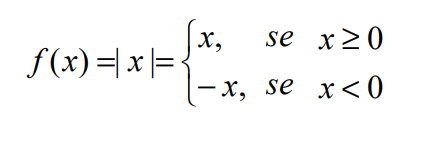 f(x)=|x|={
x, se x≥0
−x, se x<0